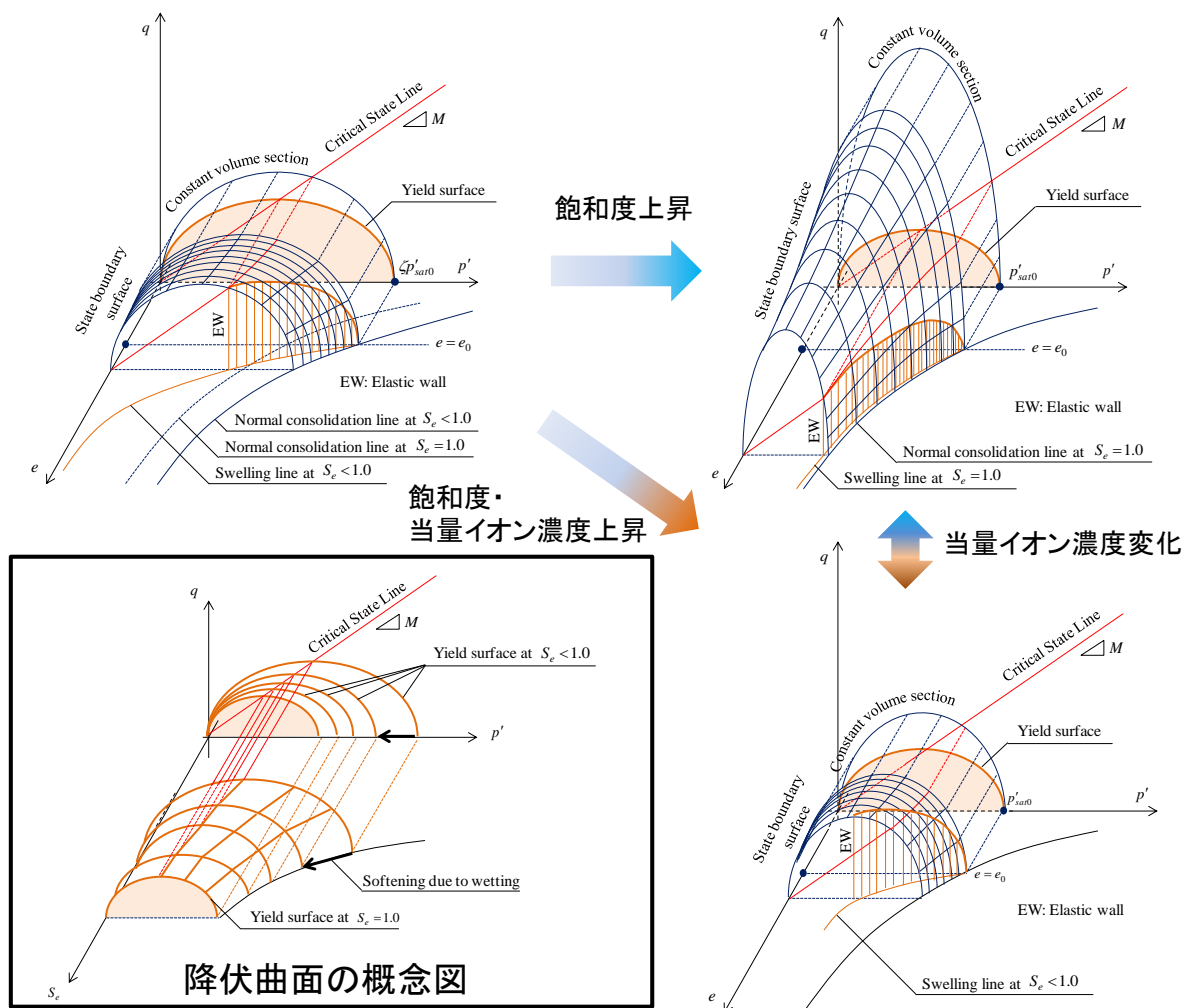 q
Critical State Line
M
Constant volume section
Yield surface
ζp′sat0
p′
State boundary
surface
EW
e = e0
EW: Elastic wall
Normal consolidation line at Se<1.0
Normal consolidation line at Se=1.0
e
Swelling line at Se<1.0
飽和度上昇
q
Constant volume section
Critical State Line
M
Yield surface
State boundary surface
p′sat0
p′
e = e0
EW: Elastic wall
EW
Normal consolidation line at Se=1.0
e
Swelling line at Se=1.0
飽和度・
当量イオン濃度上昇
当量イオン濃度変化
q
Critical State Line
M
Yield surface at Se<1.0
p′
Softening due to wetting
Yield surface at Se=1.0
Se
降伏曲面の概念図
q
Critical State Line
M
Constant volume section
Yield surface
p′sat0
p′
State boundary
surface
EW
e = e0
EW: Elastic wall
Swelling line at Se<1.0
e